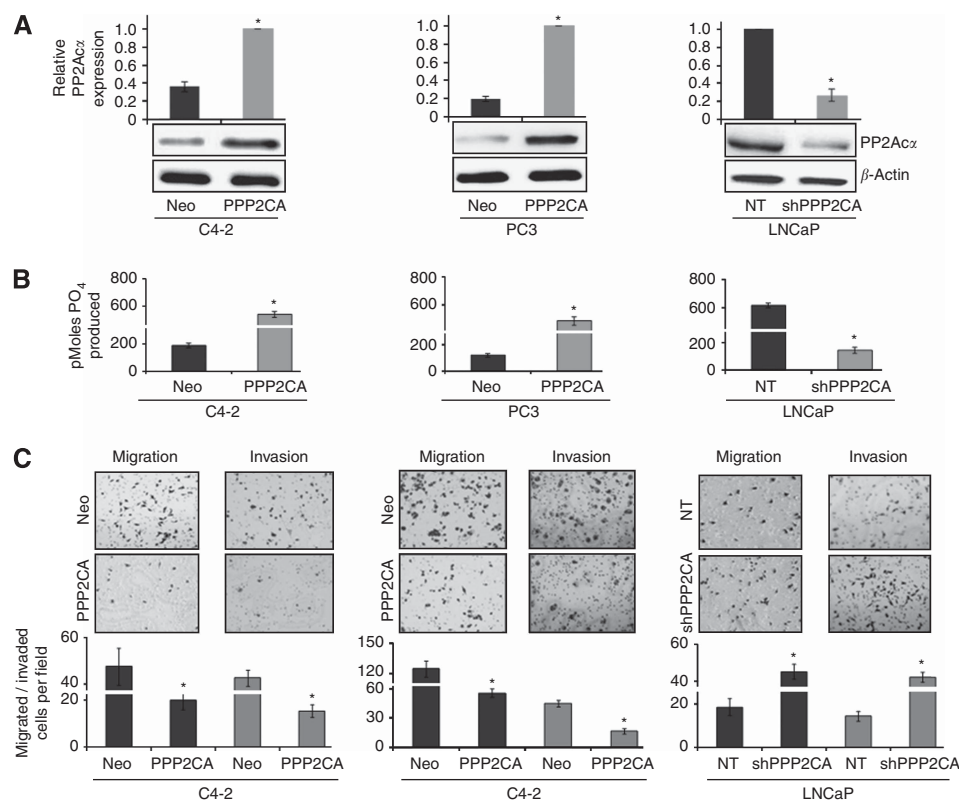 A
Relative
PP2Acα
expression
1.0
0.8
0.6
0.4
0.2
0
*
1.0
0.8
0.6
0.4
0.2
0
*
1.0
0.8
0.6
0.4
0.2
0
*
PP2Acα
β-Actin
Neo PPP2CA
C4-2
Neo PPP2CA
PC3
NT shPPP2CA
LNCaP
B
pMoles PO4
produced
800
600
200
0
*
Neo PPP2CA
C4-2
800
600
200
0
*
Neo PPP2CA
PC3
800
600
200
0
*
NT shPPP2CA
LNCaP
C
Migration Invasion
Neo
PPP2CA
Migration Invasion
Neo
PPP2CA
Migration Invasion
NT
shPPP2CA
Migrated / invaded
cells per field
60
40
20
0
* *
Neo PPP2CA Neo PPP2CA
C4-2
150
120
60
30
0
* *
Neo PPP2CA Neo PPP2CA
C4-2
60
40
20
0
* *
NT shPPP2CA NT shPPP2CA
LNCaP